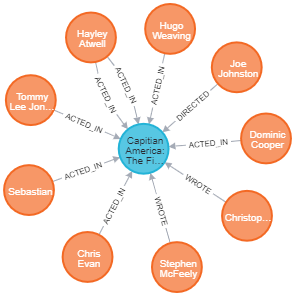 Hayley
Atwell
Hugo
Weaving
Joe
Johnston
Tommy
Lee Jon...
ACTED_IN
ACTED_IN
ACTED_IN
DIRECTED
ACTED_IN
Capitian
America:
The Fi...
ACTED_IN
Dominic
Cooper
Sebastian
ACTED_IN
ACTED_IN
WROTE
WROTE
Christop...
Chris
Evan
Stephen
McFeely